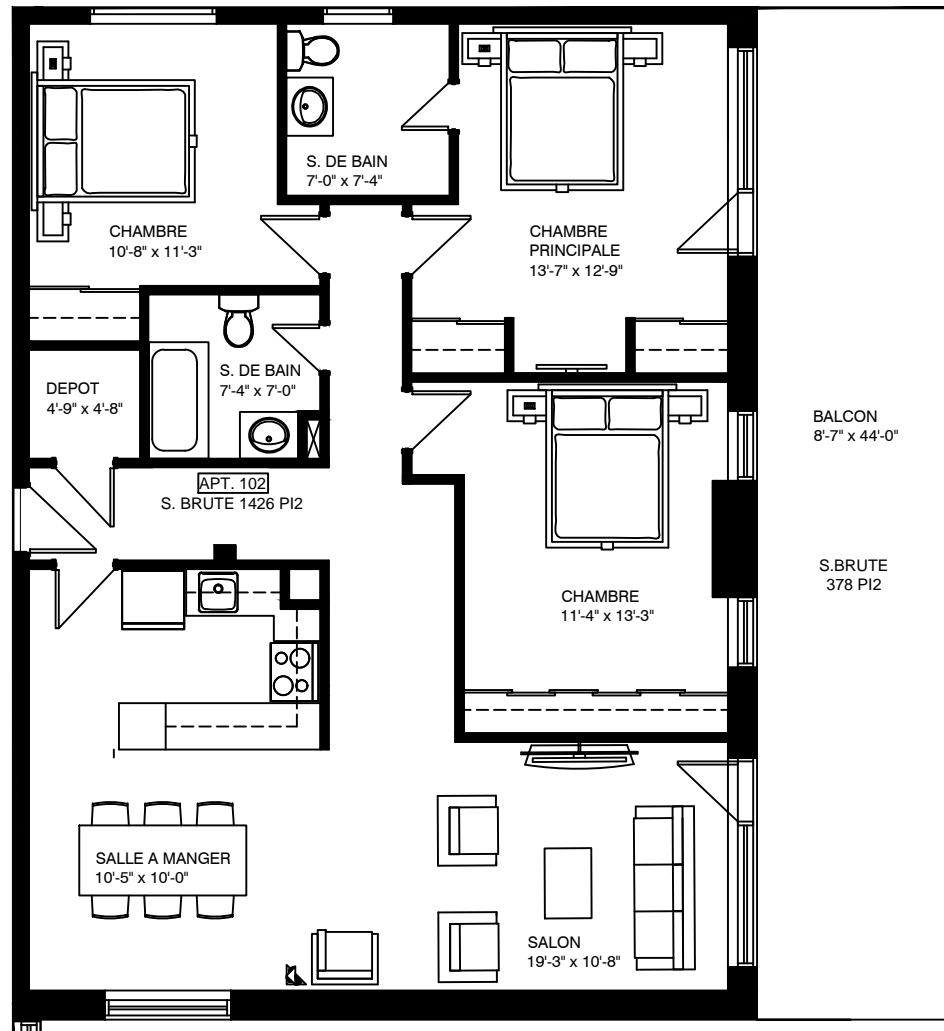 S. DE BAIN
7'-0" x 7'-4"
CHAMBRE
10'-8" x 11'-3"
CHAMBRE
PRINCIPALE
13'-7" x 12'-9"
S. DE BAIN
7'-4" x 7'-0"
DEPOT
4'-9" x 4'-8"
BALCON
8'-7" x 44'-0"
APT. 102
S. BRUTE 1426 PI2
S.BRUTE
378 PI2
CHAMBRE
11'-4" x 13'-3"
SALLE A MANGER
10'-5" x 10'-0"
SALON
19'-3" x 10'-8"